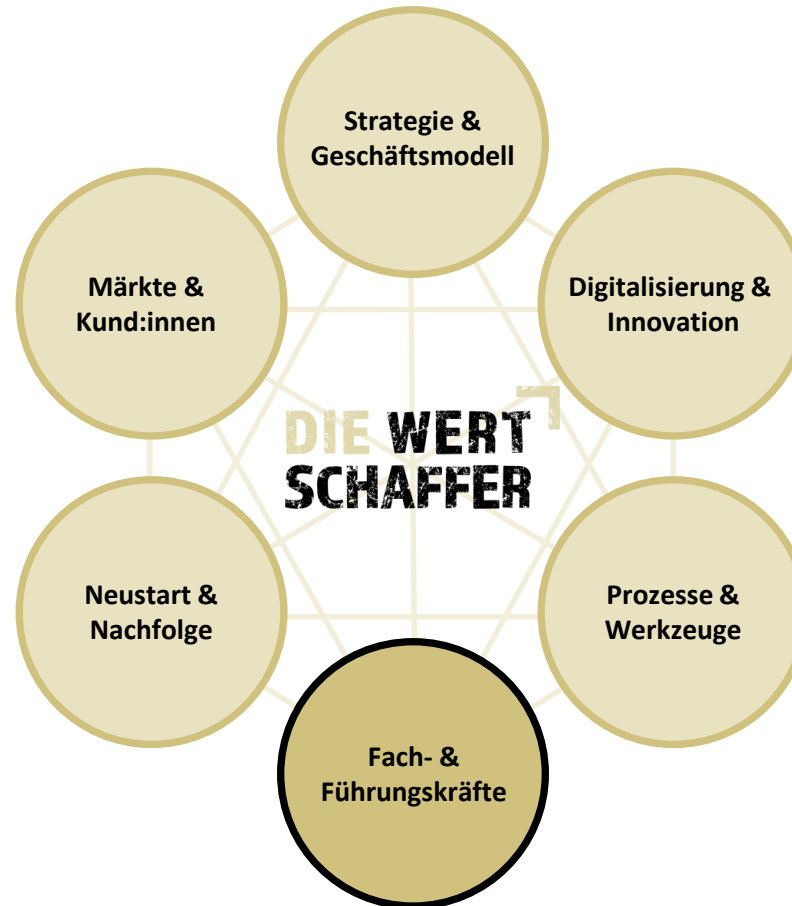 Strategie &
Geschäftsmodell
Märkte &
Kund:innen
Digitalisierung &
Innovation
DIE WERT
SCHAFFER
Neustart &
Nachfolge
Prozesse &
Werkzeuge
Fach- &
Führungskräfte